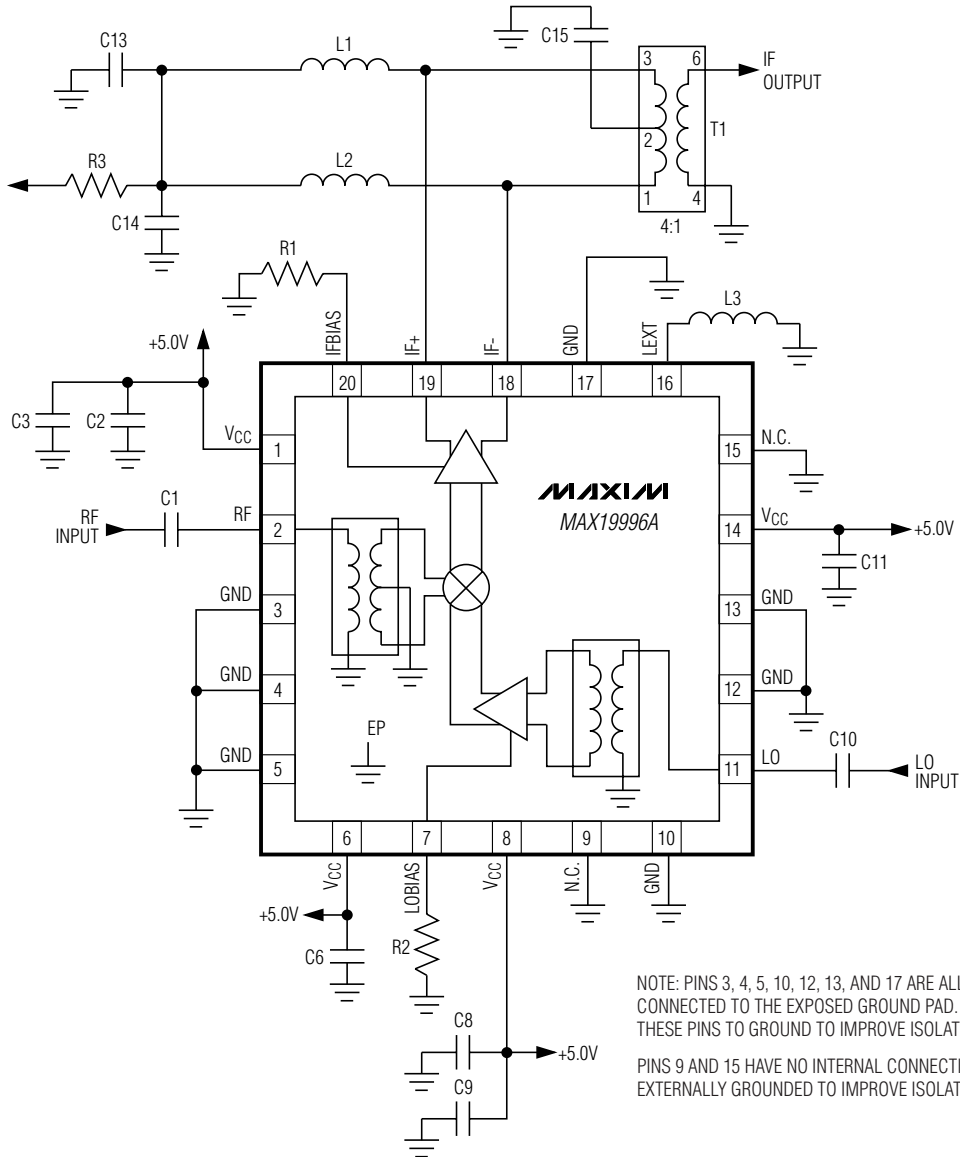 C13
L1
C15
3
6
IF
OUTPUT
T1
2
R3
L2
C14
1
4
4:1
R1
L3
+5.0V
IFBIAS
IF+
IF-
GND
LEXT
20
19
18
17
16
C3
C2
VCC
1
15
N.C.
MAXIM
MAX19996A
C1
RF
INPUT
RF
2
14
VCC
+5.0V
C11
GND
3
13
GND
GND
4
12
GND
EP
C10
GND
5
11
LO
LO
INPUT
6
7
8
9
10
VCC
LOBIAS
VCC
N.C.
GND
+5.0V
C6
R2
C8
+5.0V
C9
NOTE: PINS 3, 4, 5, 10, 12, 13, AND 17 ARE ALL
CONNECTED TO THE EXPOSED GROUND PAD.
THESE PINS TO GROUND TO IMPROVE ISOLAT
PINS 9 AND 15 HAVE NO INTERNAL CONNECTI
EXTERNALLY GROUNDED TO IMPROVE ISOLAT